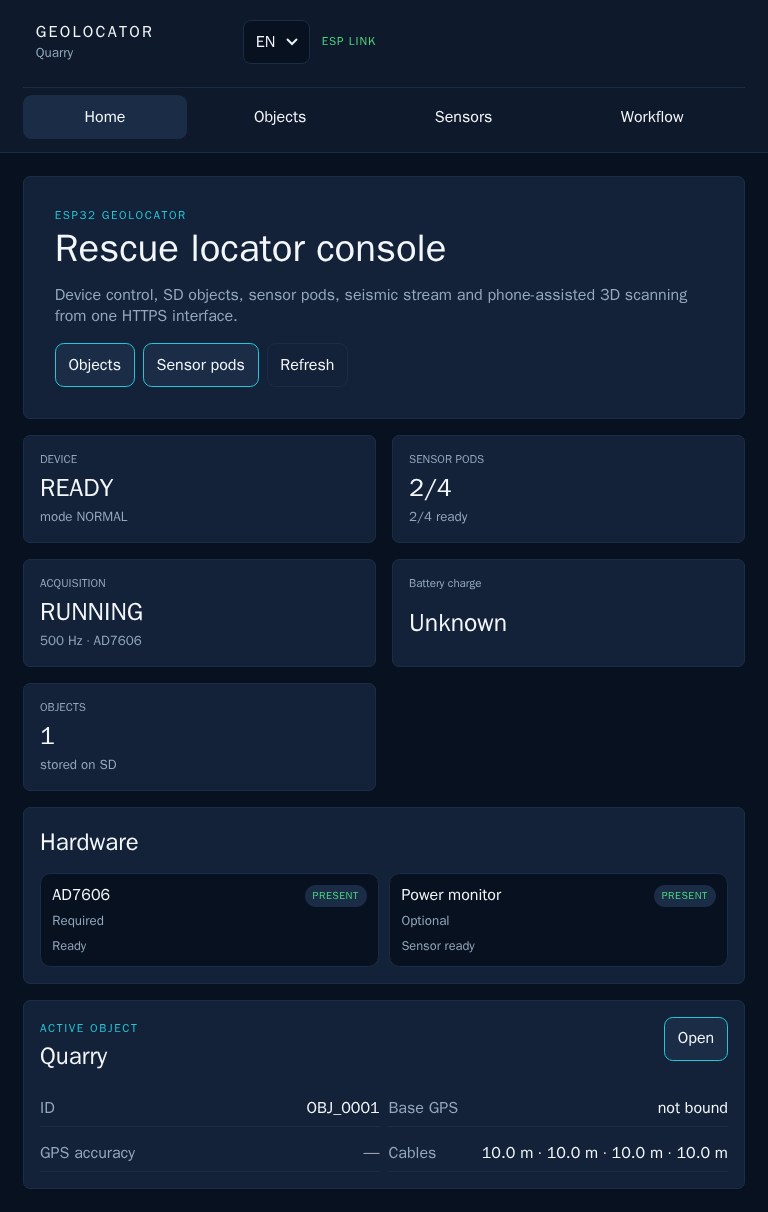 GEOLOCATOR
Quarry
EN
ESP LINK
Home
Objects
Sensors
Workflow
ESP32 GEOLOCATOR
Rescue locator console
Device control, SD objects, sensor pods, seismic stream and phone-assisted 3D scanning
from one HTTPS interface.
Objects
Sensor pods
Refresh
DEVICE
READY
mode NORMAL
SENSOR PODS
2/4
2/4 ready
ACQUISITION
RUNNING
500 Hz · AD7606
Battery charge
Unknown
OBJECTS
1
stored on SD
Hardware
AD7606
PRESENT
Required
Ready
Power monitor
PRESENT
Optional
Sensor ready
ACTIVE OBJECT
Quarry
Open
ID OBJ_0001
Base GPS not bound
GPS accuracy —
Cables 10.0 m · 10.0 m · 10.0 m · 10.0 m